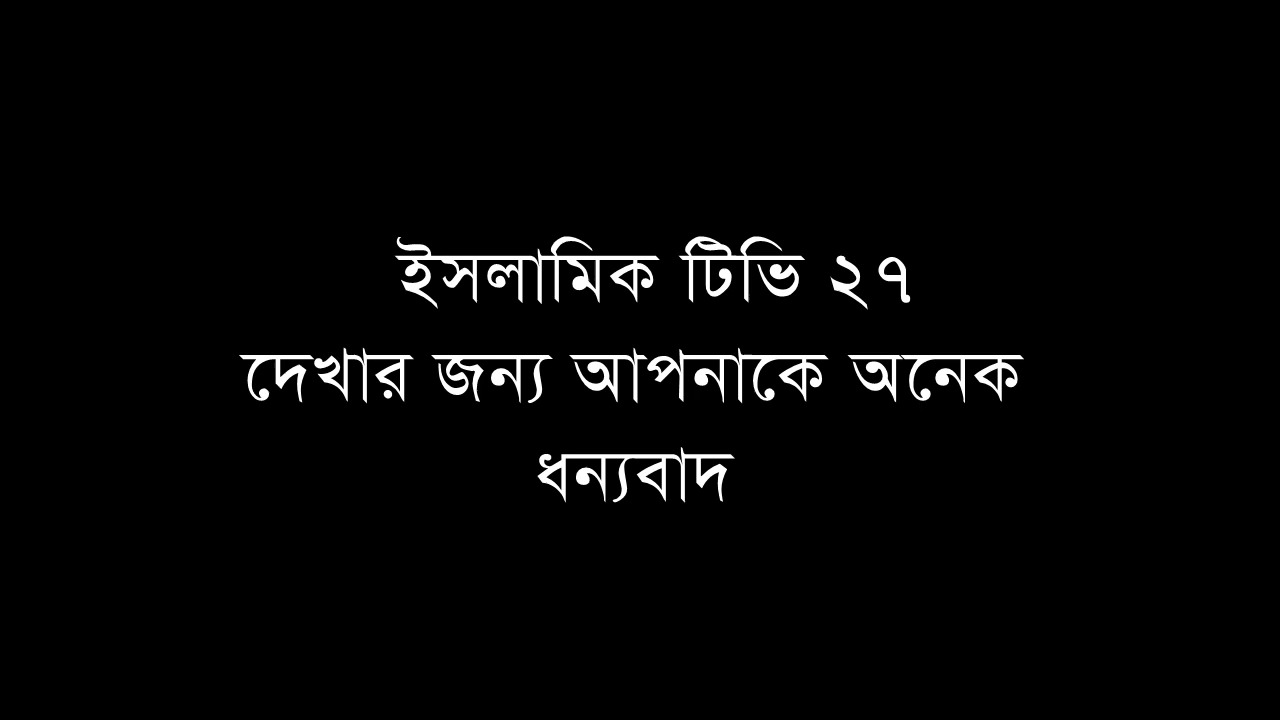 ইসলামিক টিভি ২৭
দেখার জন্য আপনাকে অনেক
ধন্যবাদ